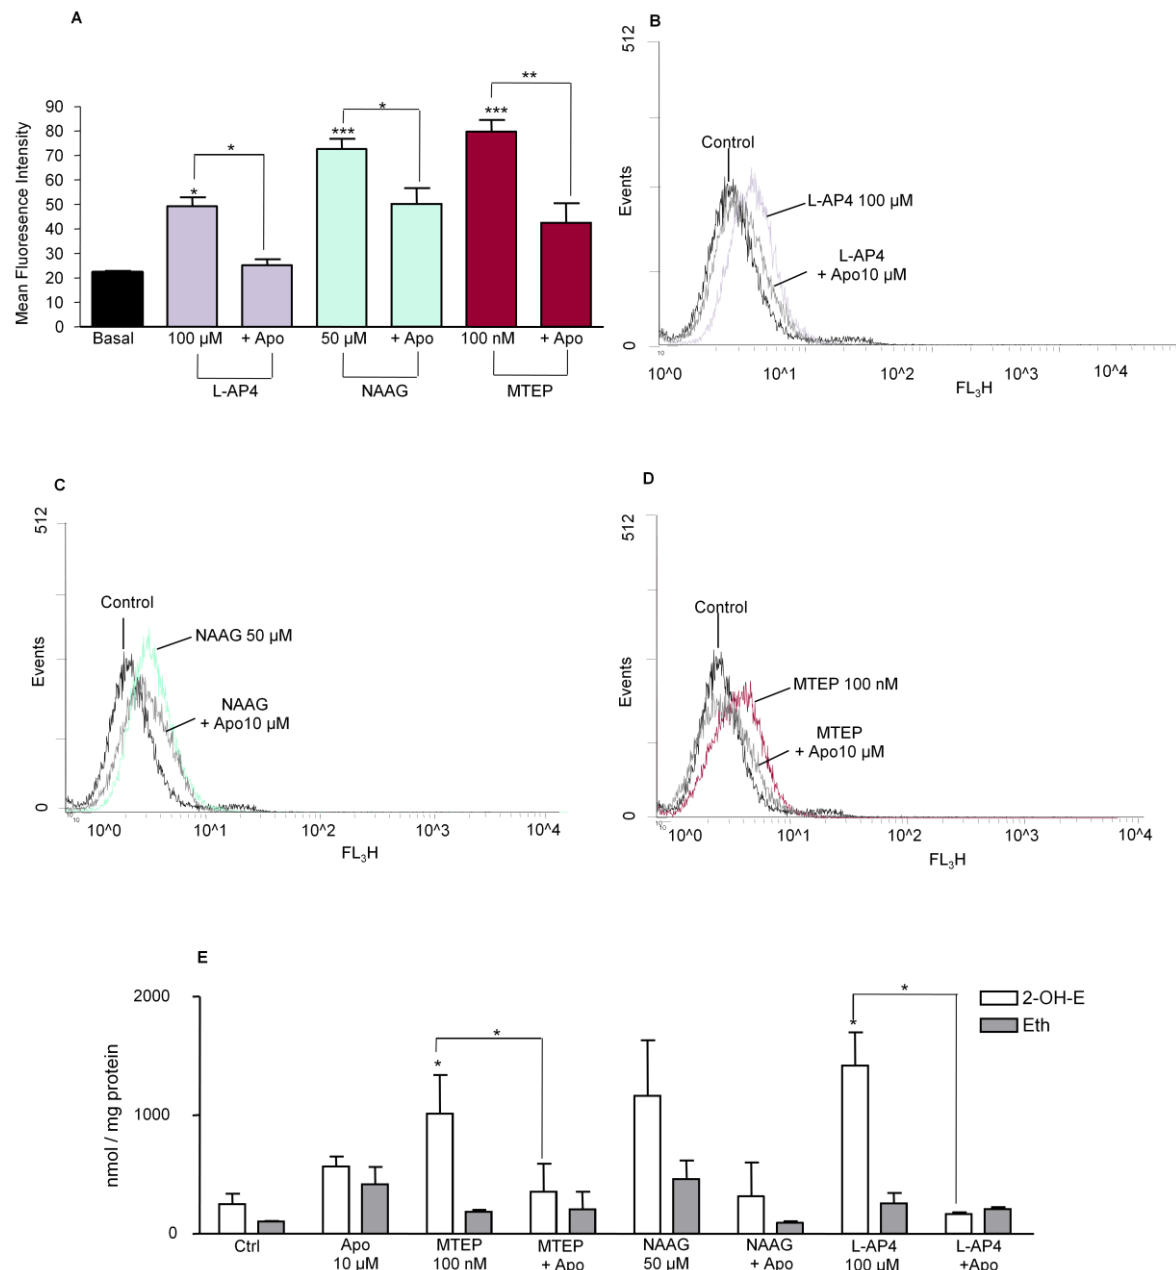 A
Mean Fluoresence Intensity
90
80
70
60
50
40
30
20
10
0
*
*
***
*
***
**
Basal
100 µM
+ Apo
50 µM
+ Apo
100 nM
+ Apo
L-AP4
NAAG
MTEP
B
512
Events
0
Control
L-AP4 100 µM
L-AP4
+ Apo10 µM
10^0
10^1
10^2
10^3
10^4
FL3H
C
512
Events
0
Control
NAAG 50 µM
NAAG
+ Apo10 µM
10^0
10^1
10^2
10^3
10^4
FL3H
D
512
Events
0
Control
MTEP 100 nM
MTEP
+ Apo10 µM
10^0
10^1
10^2
10^3
10^4
FL3H
E
nmol / mg protein
2000
1000
0
*
*
*
*
2-OH-E
Eth
Ctrl
Apo
10 µM
MTEP
100 nM
MTEP
+ Apo
NAAG
50 µM
NAAG
+ Apo
L-AP4
100 µM
L-AP4
+Apo